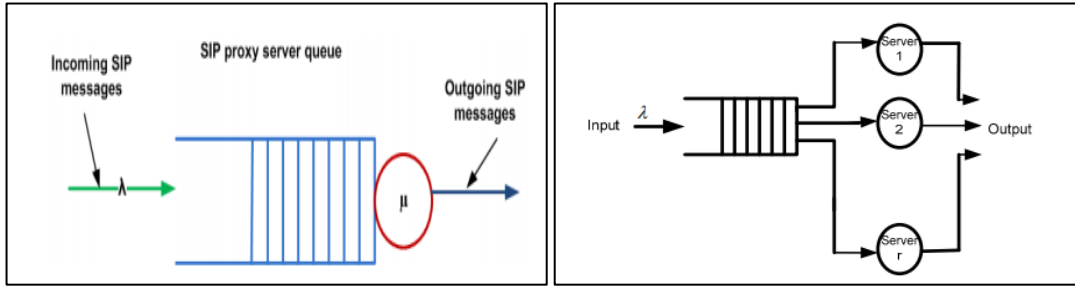 SIP proxy server queue
Incoming SIP
messages
Outgoing SIP
messages
λ
μ
Input
λ
Server
1
Server
2
Server
r
Output